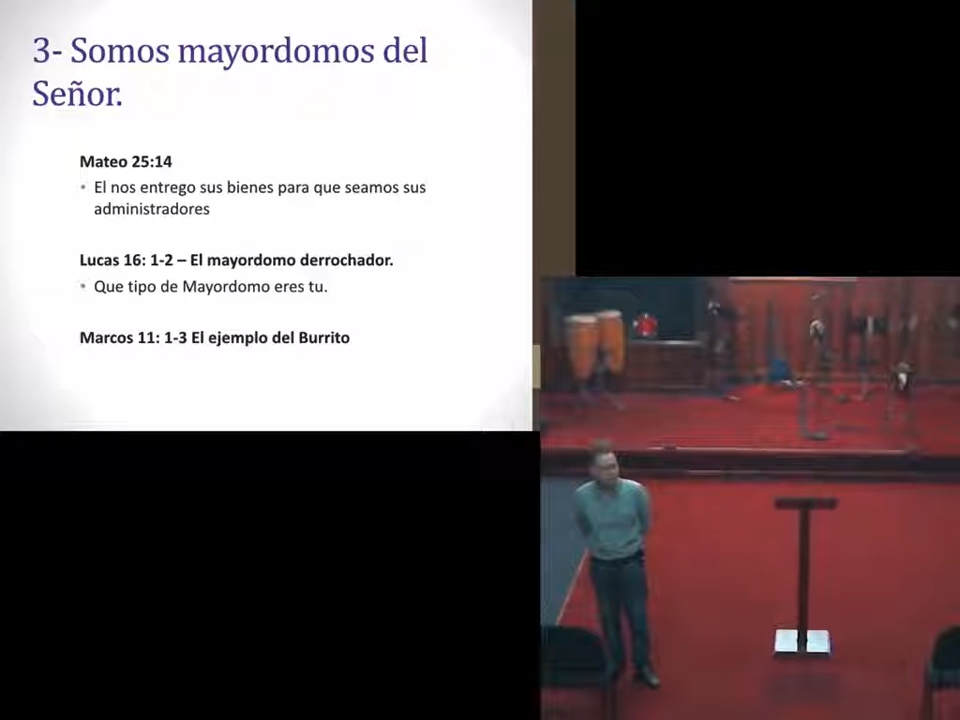 3- Somos mayordomos del
Señor.
Mateo 25:14
• El nos entrego sus bienes para que seamos sus
administradores
Lucas 16: 1-2 – El mayordomo derrochador.
• Que tipo de Mayordomo eres tu.
Marcos 11: 1-3 El ejemplo del Burrito